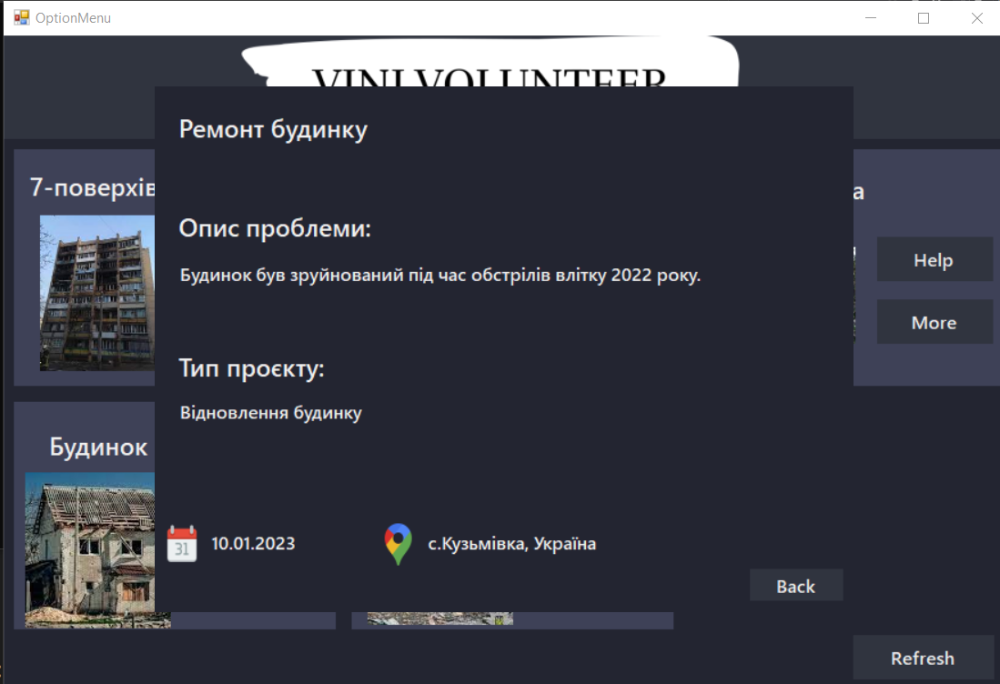 OptionMenu
VINI VOLUNTEER
Ремонт будинку
7-поверхів
а
Опис проблеми:
Help
Будинок був зруйнований під час обстрілів влітку 2022 року.
More
Тип проєкту:
Відновлення будинку
Будинок
31
10.01.2023
с.Кузьмівка, Україна
Back
Refresh